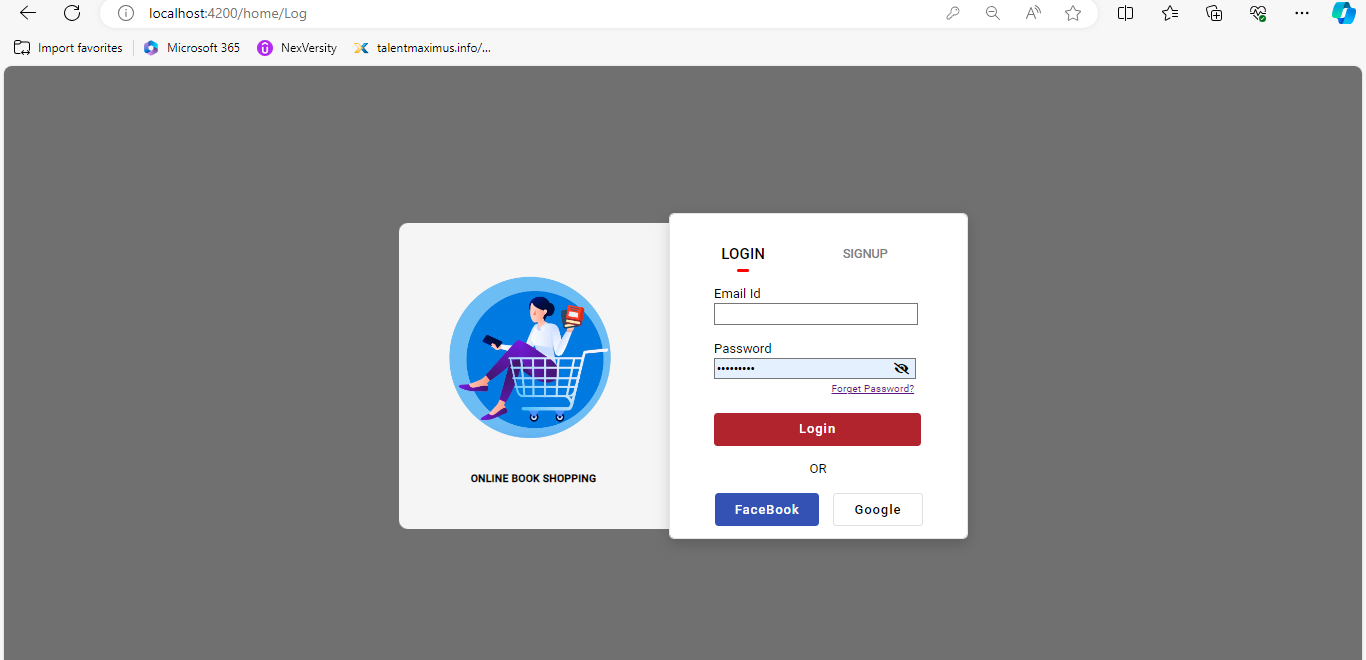 localhost:4200/home/Log
Import favorites
Microsoft 365
NexVersity
talentmaximus.info/...
LOGIN
SIGNUP
Email Id
Password
•••••••••
Forget Password?
Login
OR
FaceBook
Google
ONLINE BOOK SHOPPING